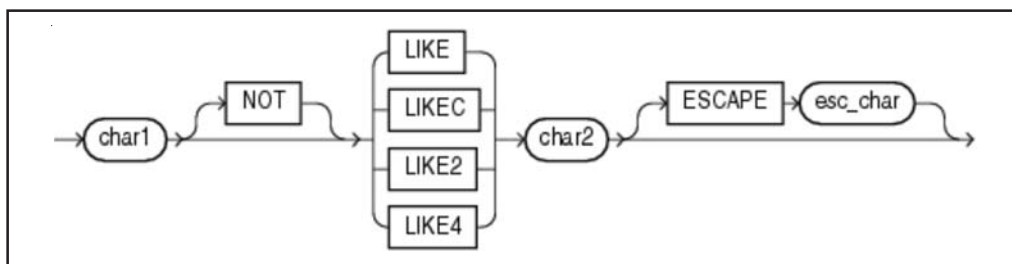 LIKE
NOT
ESCAPE esc_char
LIKEC
char1
char2
LIKE2
LIKE4